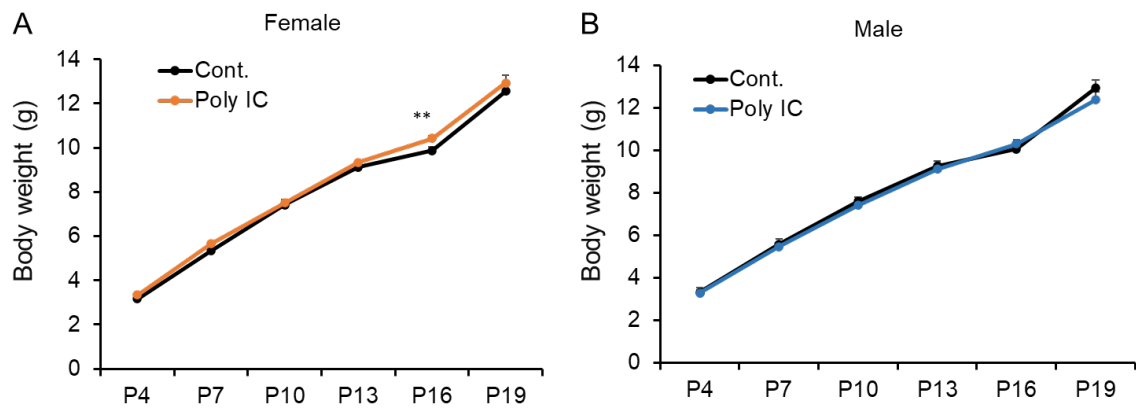 A
Female
Body weight (g)
14
12
10
8
6
4
2
0
Cont.
Poly IC
**
P4 P7 P10 P13 P16 P19
B
Male
Body weight (g)
14
12
10
8
6
4
2
0
Cont.
Poly IC
P4 P7 P10 P13 P16 P19